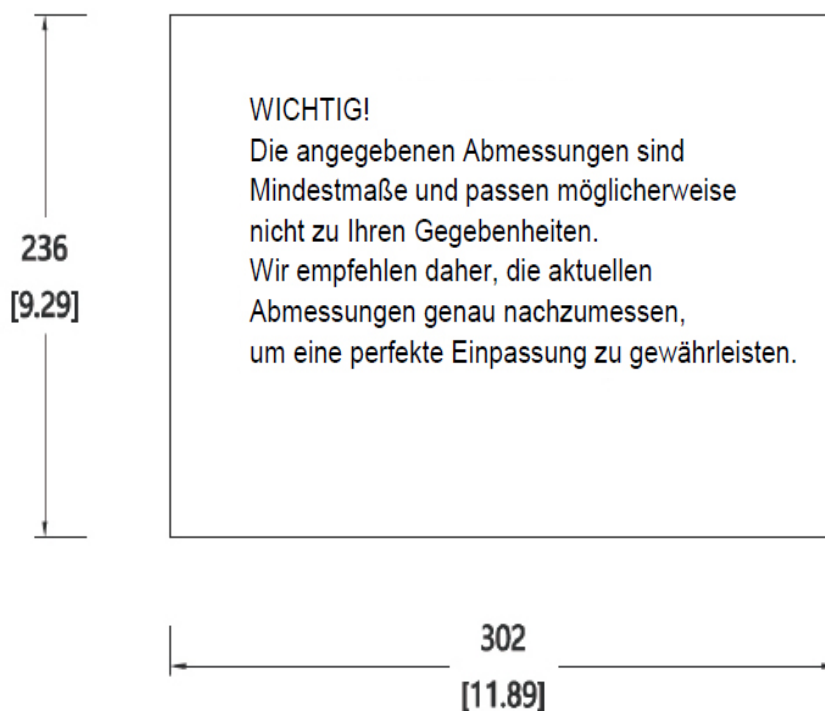 WICHTIG!
Die angegebenen Abmessungen sind
Mindestmaße und passen möglicherweise
nicht zu Ihren Gegebenheiten.
Wir empfehlen daher, die aktuellen
Abmessungen genau nachzumessen,
um eine perfekte Einpassung zu gewährleisten.
236
[9.29]
302
[11.89]